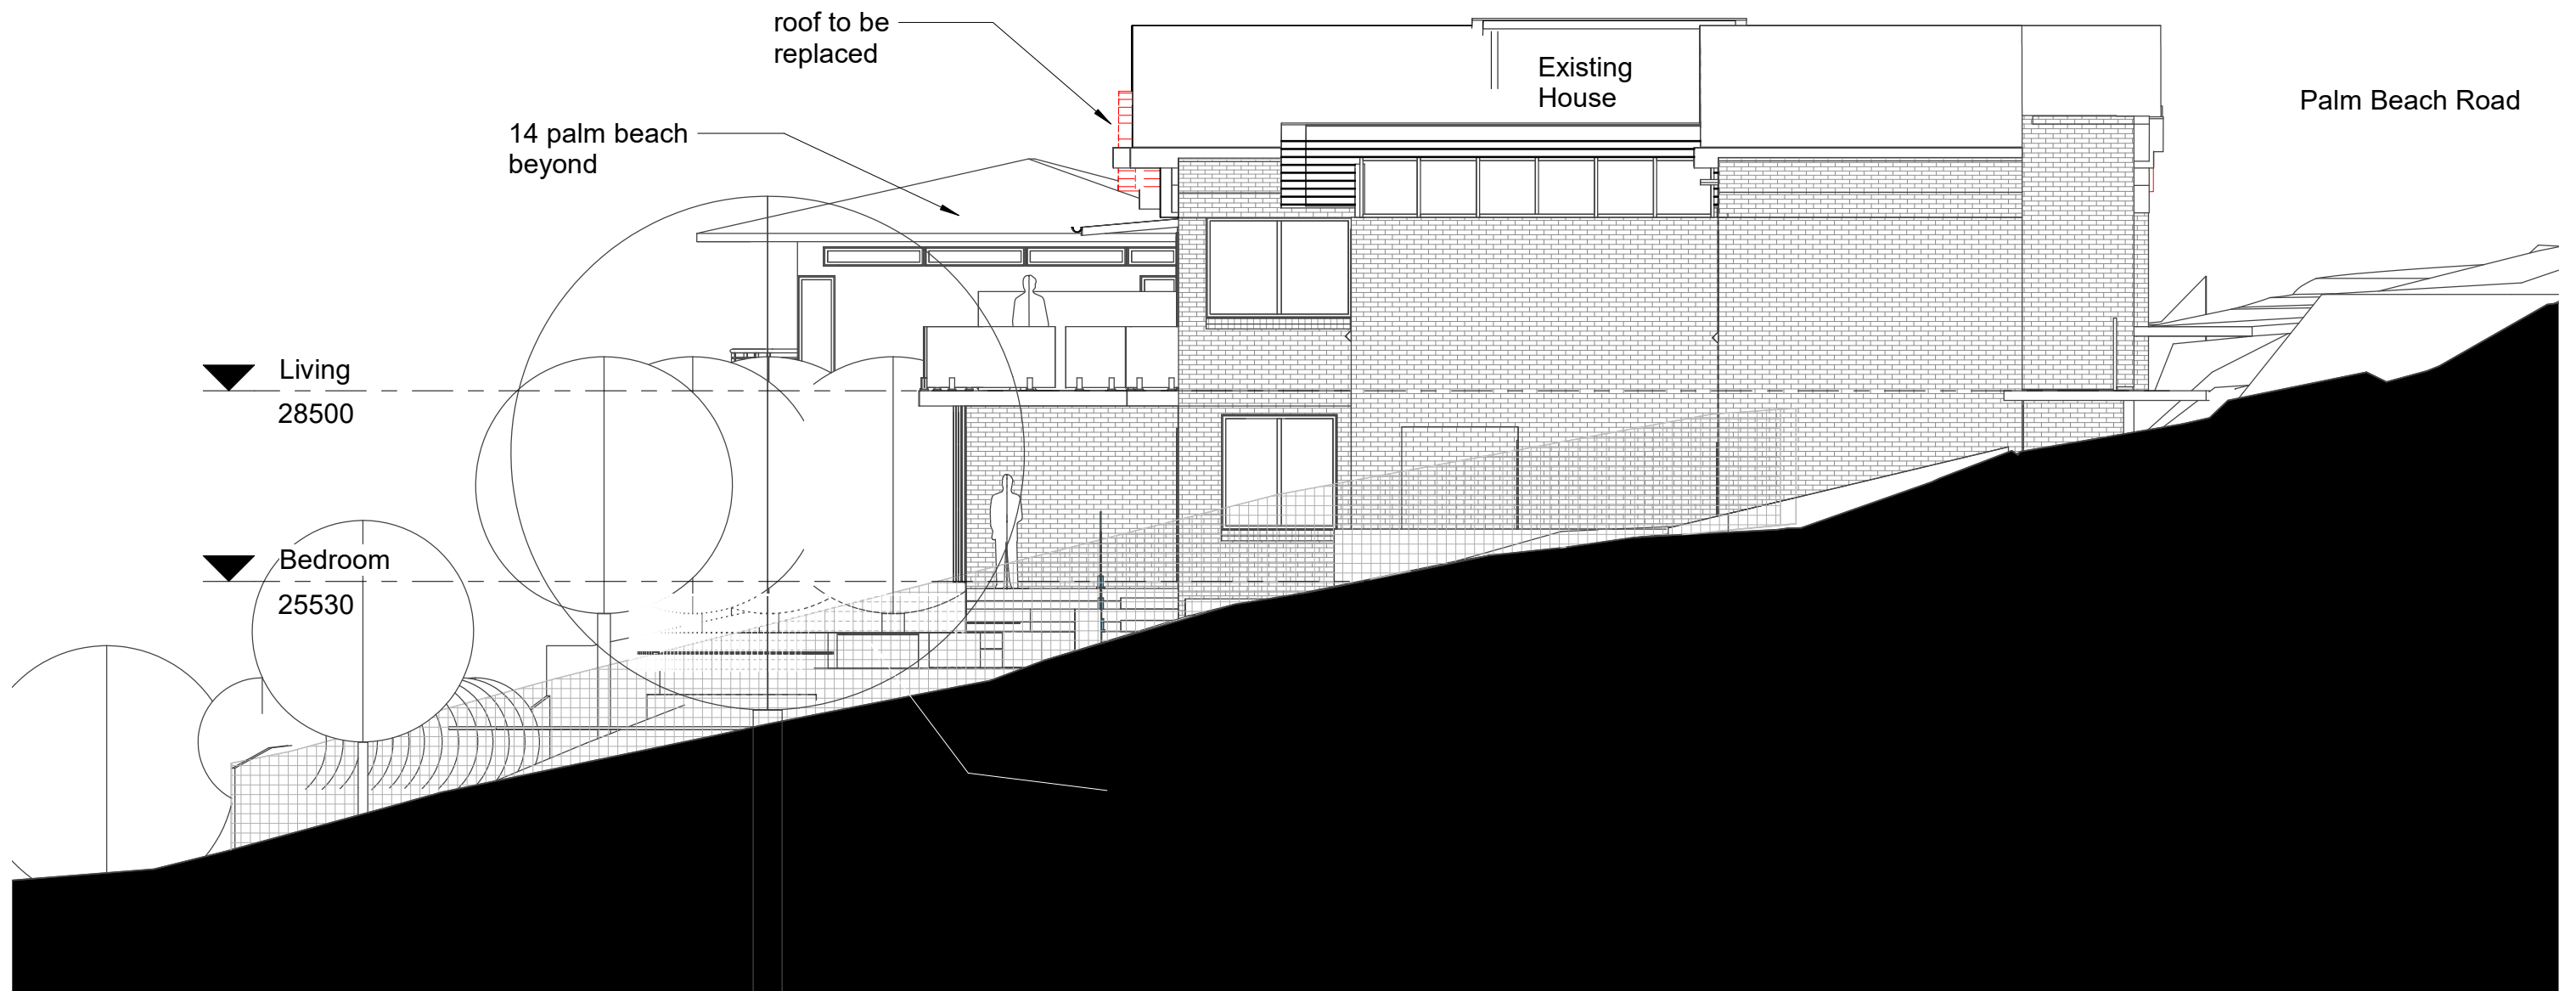 roof to be
replaced
Existing
House
Palm Beach Road
14 palm beach
beyond
Living
28500
Bedroom
25530